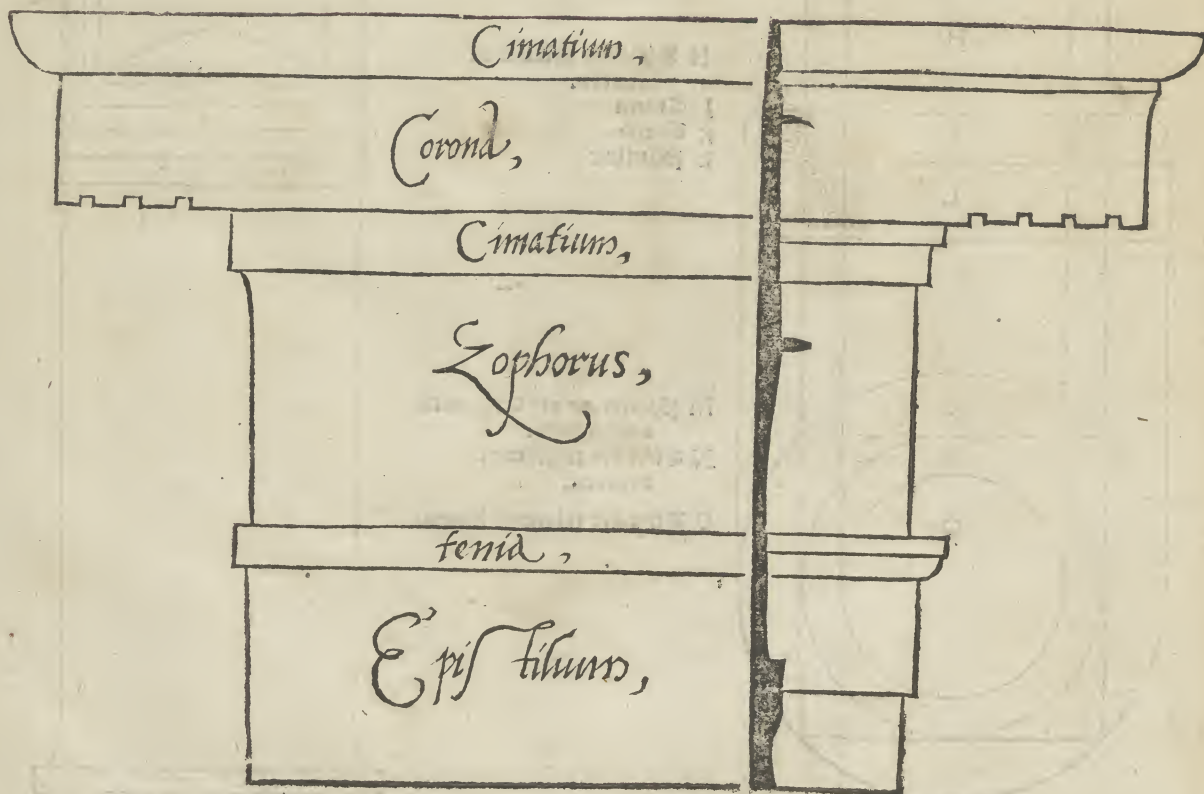 Cimatium,
Corona,
Cimatium,
Zophorus,
tenia,
Epistilium,